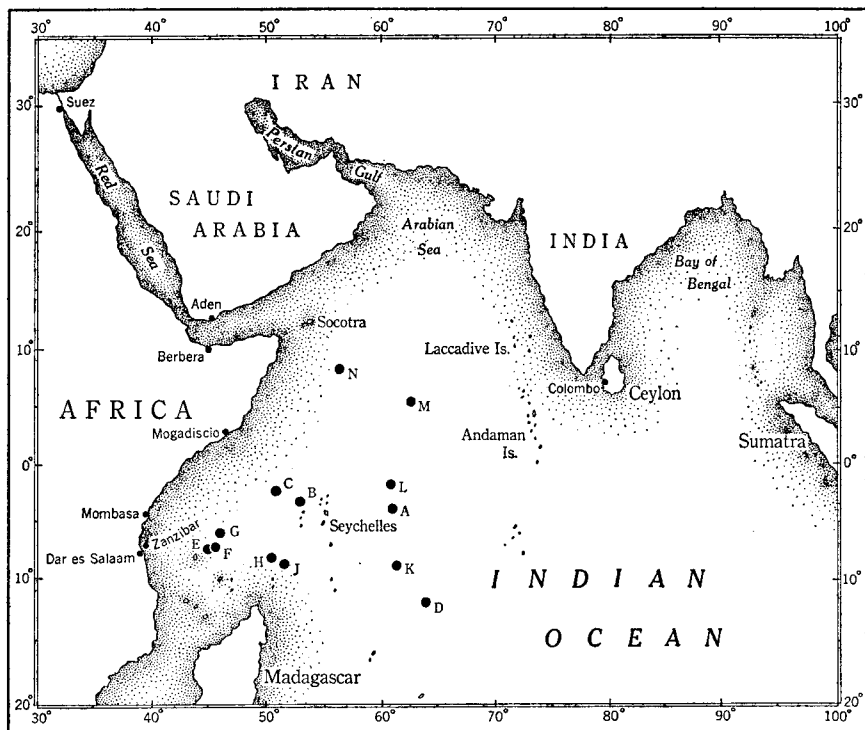 30° 40° 50° 60° 70° 80° 90° 100°
IRAN
30° Suez 30°
Persian Gulf
Red Sea
SAUDI ARABIA
20° 20°
Arabian Sea
INDIA
Bay of Bengal
Aden
Socotra
10° Berbera 10°
Laccadive Is.
N
Colombo Ceylon
AFRICA
M
Mogadiscio
Andaman Is.
Sumatra
0° 0°
C B L A
Mombasa
Seychelles
Zanzibar
G
E F
Dar es Salaam
H J K
10° 10°
D
INDIAN
OCEAN
Madagascar
20° 20°
30° 40° 50° 60° 70° 80° 90° 100°